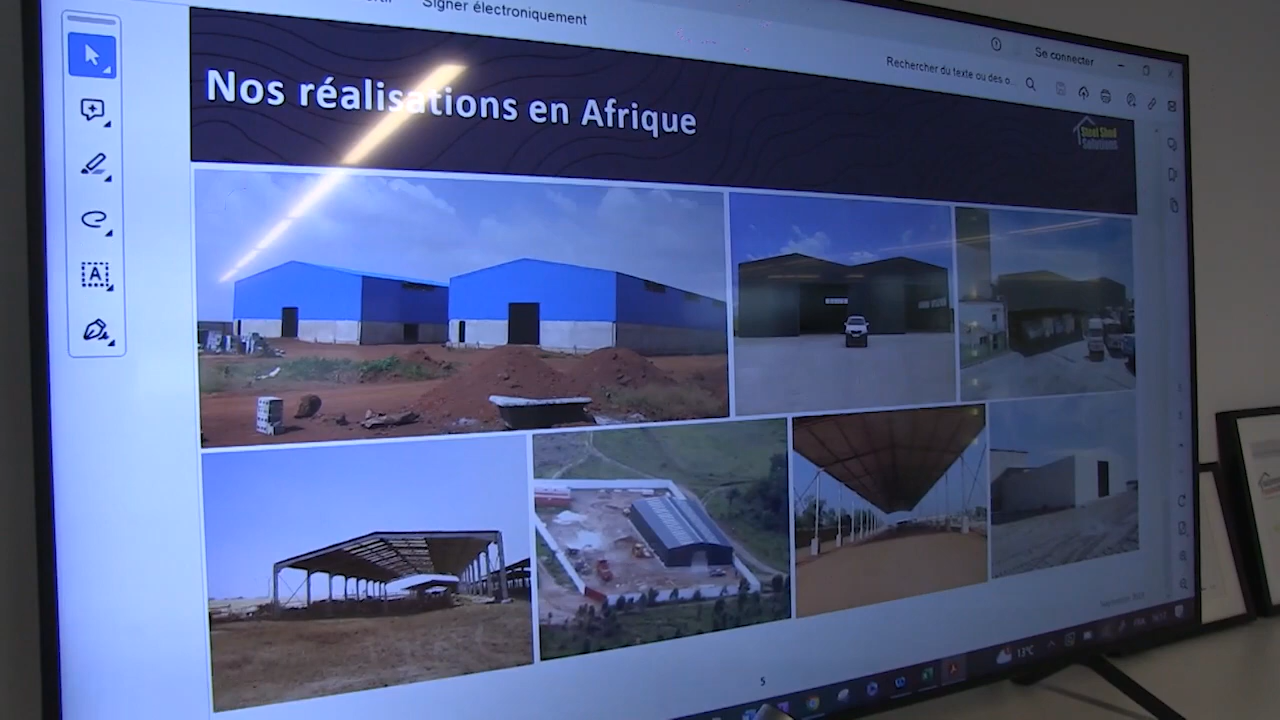 Signer électroniquement
Se connecter
Rechercher du texte ou des o...
Nos réalisations en Afrique
Steel Shed
Solutions
A
5
13°C